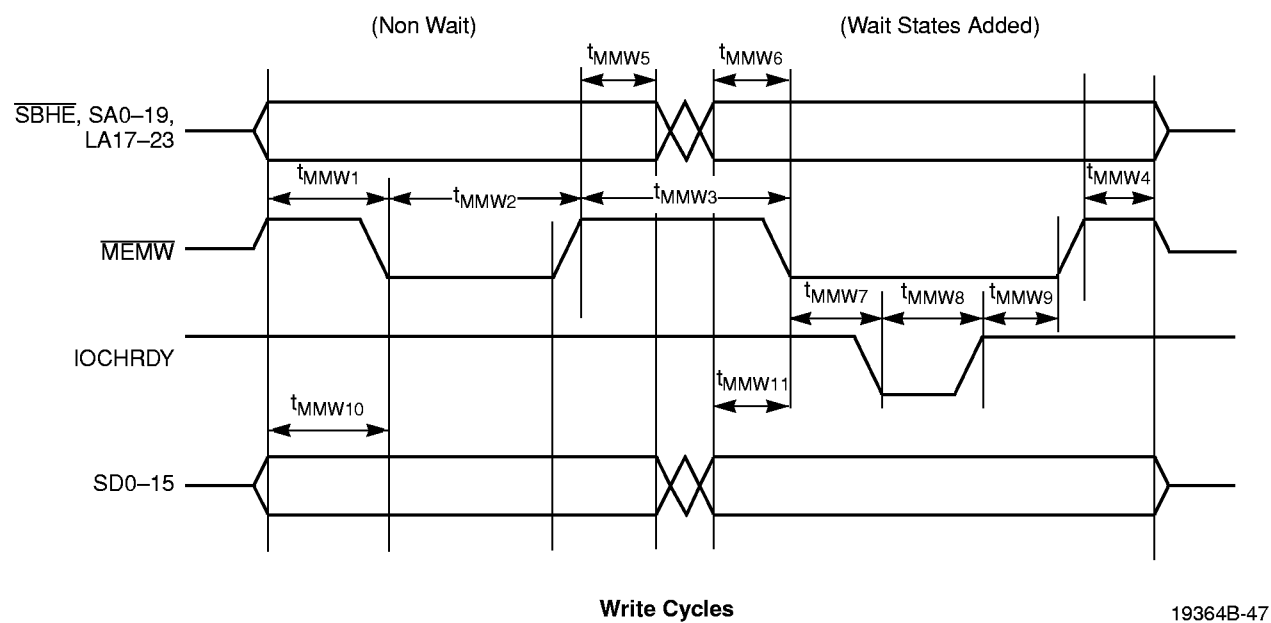 (Non Wait)
(Wait States Added)
tMMW5
tMMW6
SBHE, SA0–19,
LA17–23
tMMW1
tMMW2
tMMW3
tMMW4
MEMW
tMMW7
tMMW8
tMMW9
IOCHRDY
tMMW11
tMMW10
SD0–15
Write Cycles
19364B-47